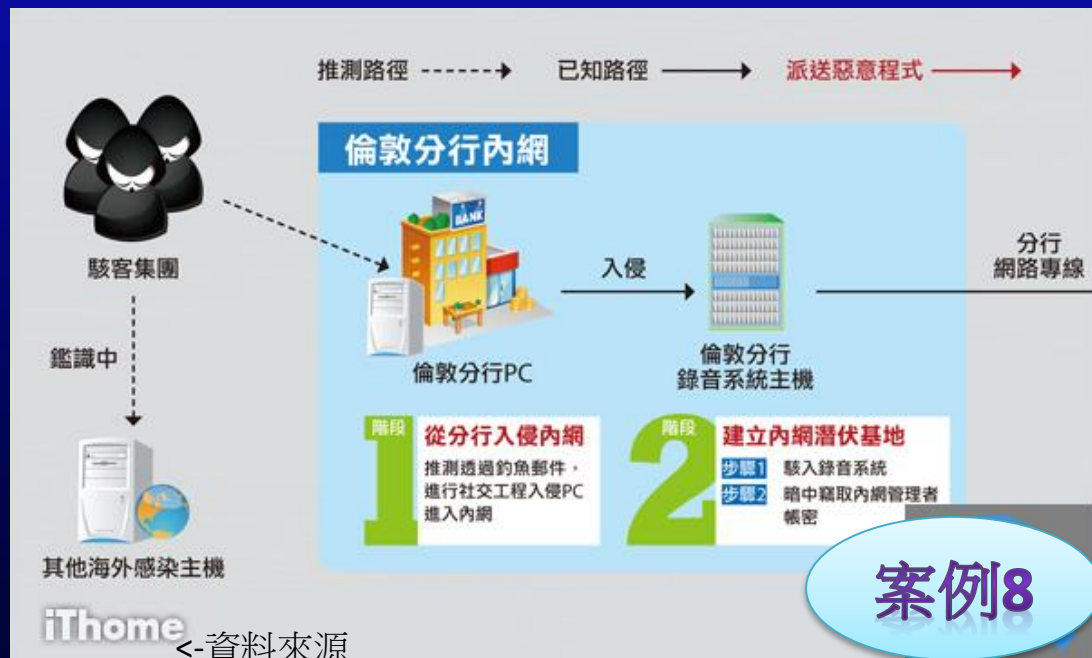 推測路徑
已知路徑
派送惡意程式
倫敦分行內網
BANK
駭客集團
入侵
分行
網路專線
鑑識中
倫敦分行PC
倫敦分行
錄音系統主機
階段
1
從分行入侵內網
推測透過釣魚郵件，
進行社交工程入侵PC
進入內網
階段
2
建立內網潛伏基地
步驟1 駭入錄音系統
步驟2 暗中竊取內網管理者
帳密
其他海外感染主機
案例8
iThome
<-資料來源